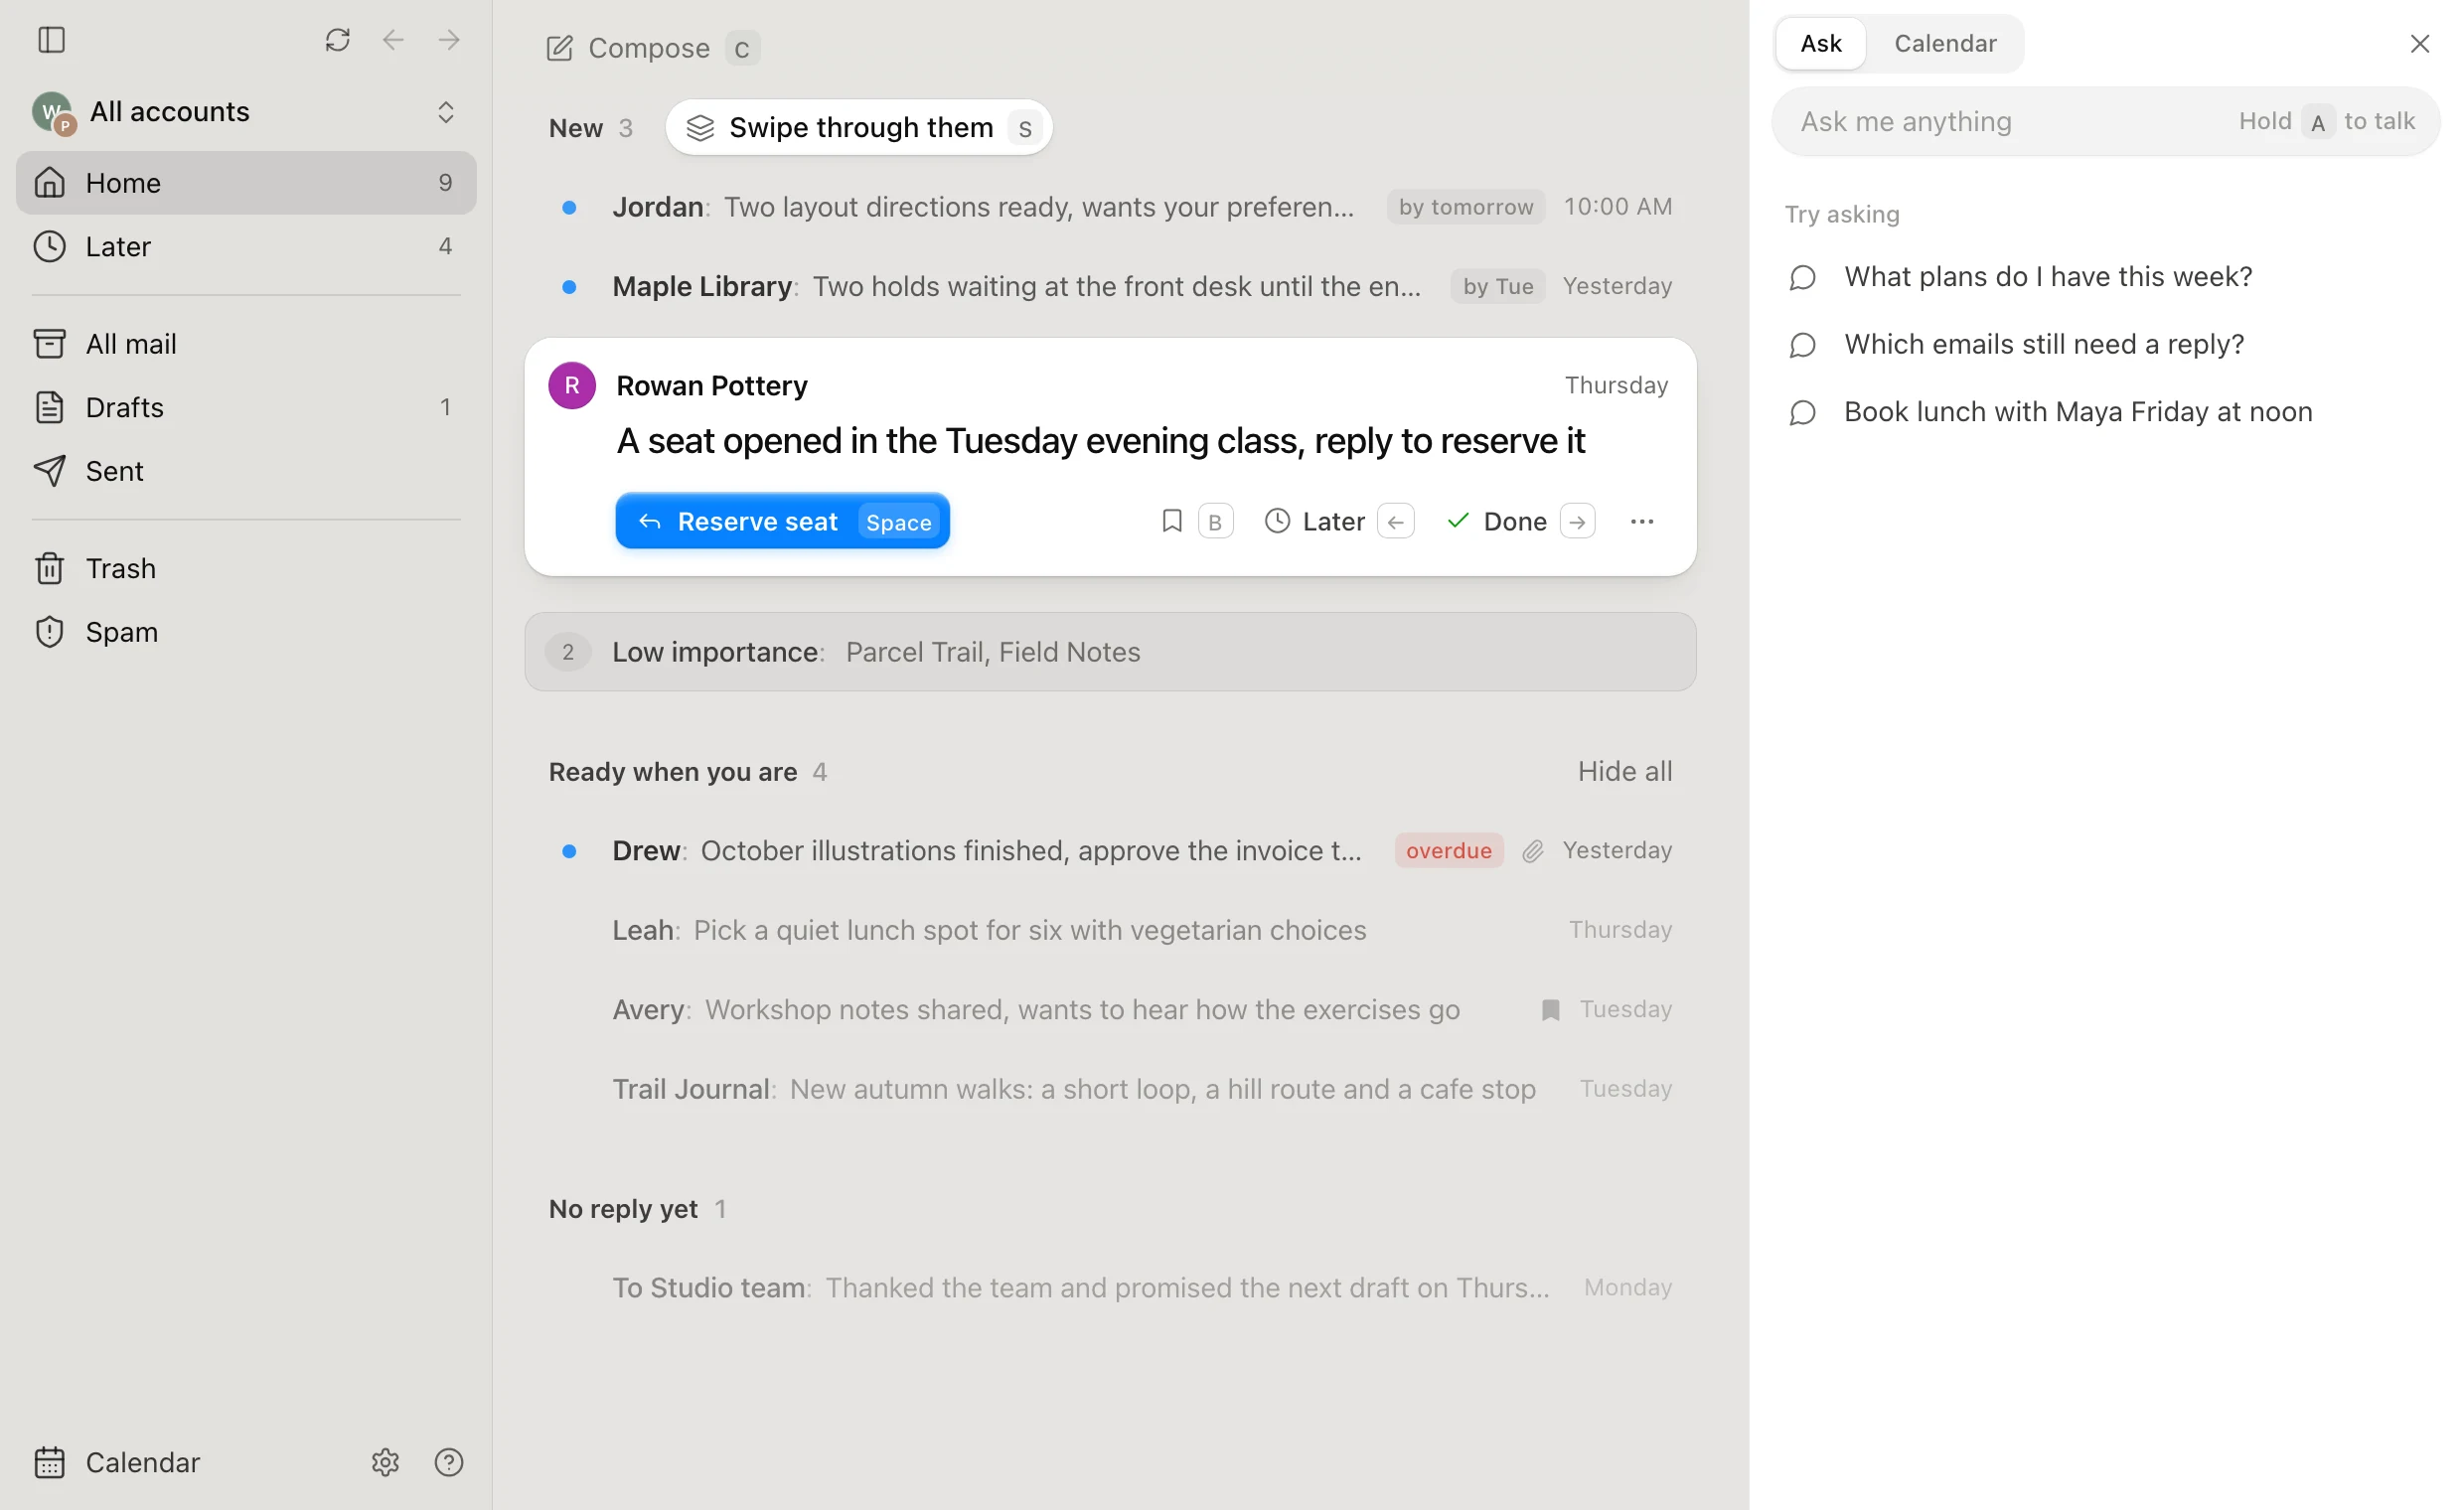 W
P
All accounts
Home 9
Later 4
All mail
Drafts 1
Sent
Trash
Spam
Calendar
Compose C
New 3 Swipe through them S
Jordan: Two layout directions ready, wants your preferen... by tomorrow 10:00 AM
Maple Library: Two holds waiting at the front desk until the en... by Tue Yesterday
R Rowan Pottery Thursday
A seat opened in the Tuesday evening class, reply to reserve it
Reserve seat Space B Later ← Done → ...
2 Low importance: Parcel Trail, Field Notes
Ready when you are 4 Hide all
Drew: October illustrations finished, approve the invoice t... overdue Yesterday
Leah: Pick a quiet lunch spot for six with vegetarian choices Thursday
Avery: Workshop notes shared, wants to hear how the exercises go Tuesday
Trail Journal: New autumn walks: a short loop, a hill route and a cafe stop Tuesday
No reply yet 1
To Studio team: Thanked the team and promised the next draft on Thurs... Monday
Ask Calendar
Ask me anything Hold A to talk
Try asking
What plans do I have this week?
Which emails still need a reply?
Book lunch with Maya Friday at noon